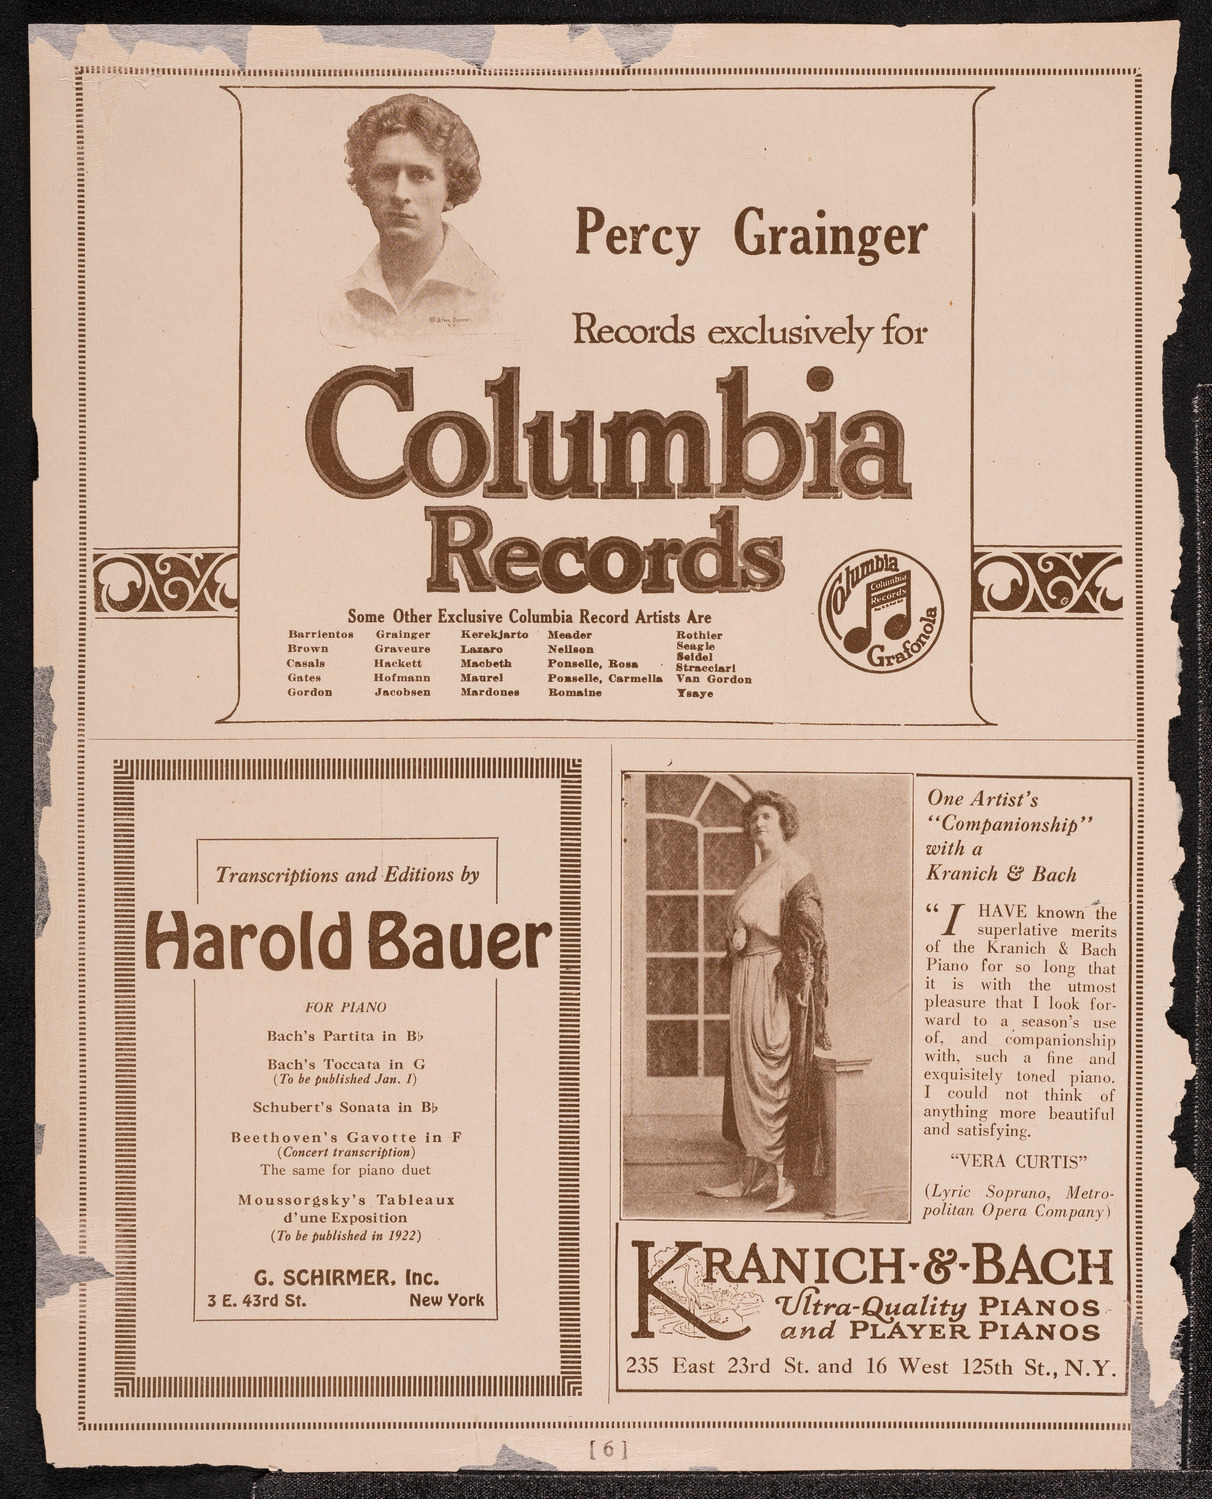 Percy Grainger
Records exclusively for
Columbia
Records
Columbia
Columbia
Records
Grafonola
Some Other Exclusive Columbia Record Artists Are
Barrientos Grainger Kerekjarto Meader Rothier
Brown Graveure Lazaro Neilson Seagle
Seidel
Casals Hackett Macbeth Ponselle, Rosa Stracciari
Gates Hofmann Maurel Ponselle, Carmella Van Gordon
Gordon Jacobsen Mardones Romaine Ysaye
Transcriptions and Editions by
Harold Bauer
FOR PIANO
Bach's Partita in B♭
Bach's Toccata in G
(To be published Jan. 1)
Schubert's Sonata in B♭
Beethoven's Gavotte in F
(Concert transcription)
The same for piano duet
Moussorgsky's Tableaux
d'une Exposition
(To be published in 1922)
G. SCHIRMER, Inc.
3 E. 43rd St. New York
One Artist's
"Companionship"
with a
Kranich & Bach
"I HAVE known the
superlative merits
of the Kranich & Bach
Piano for so long that
it is with the utmost
pleasure that I look for-
ward to a season's use
of, and companionship
with, such a fine and
exquisitely toned piano.
I could not think of
anything more beautiful
and satisfying.
"VERA CURTIS"
(Lyric Soprano, Metro-
politan Opera Company)
KRANICH-&-BACH
Ultra-Quality PIANOS
and PLAYER PIANOS
235 East 23rd St. and 16 West 125th St., N.Y.
[ 6 ]